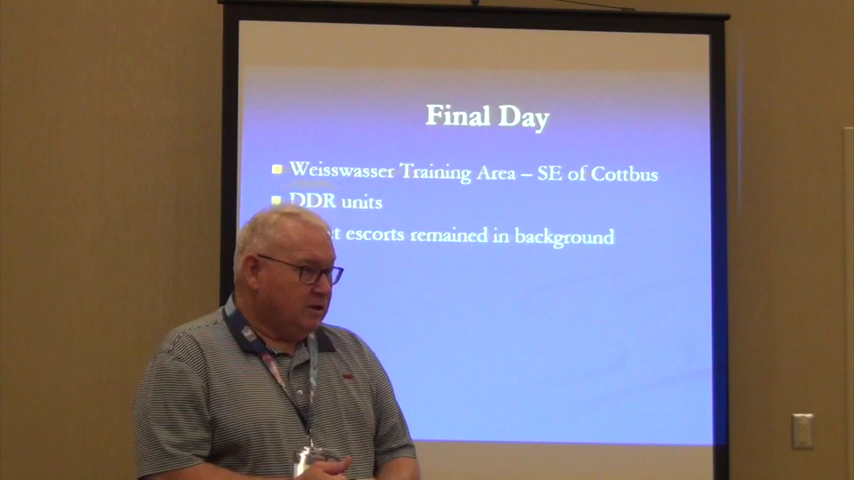 Final Day
Weisswasser Training Area – SE of Cottbus
DDR units
escorts remained in background